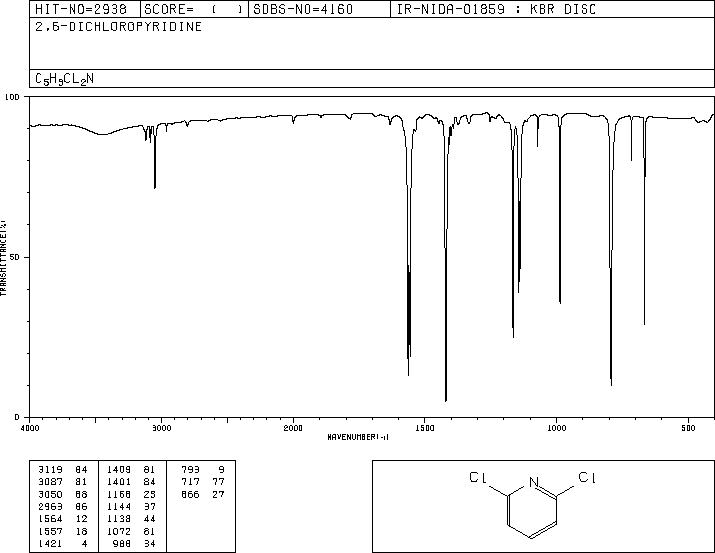 HIT-NO=2938 SCORE= ( ) SDBS-NO=4160 IR-NIDA-01859 : KBR DISC
2,6-DICHLOROPYRIDINE
C5H3CL2N
100
50
0
TRANSMITTANCE(%)
4000 3000 2000 1500 1000 500
WAVENUMBER(-1)
3119 84 1409 81 793 9
3087 81 1401 84 717 77
3050 68 1166 25 666 27
2963 86 1144 37
1564 12 1138 44
1557 18 1072 81
1421 4 988 34
Cl N Cl